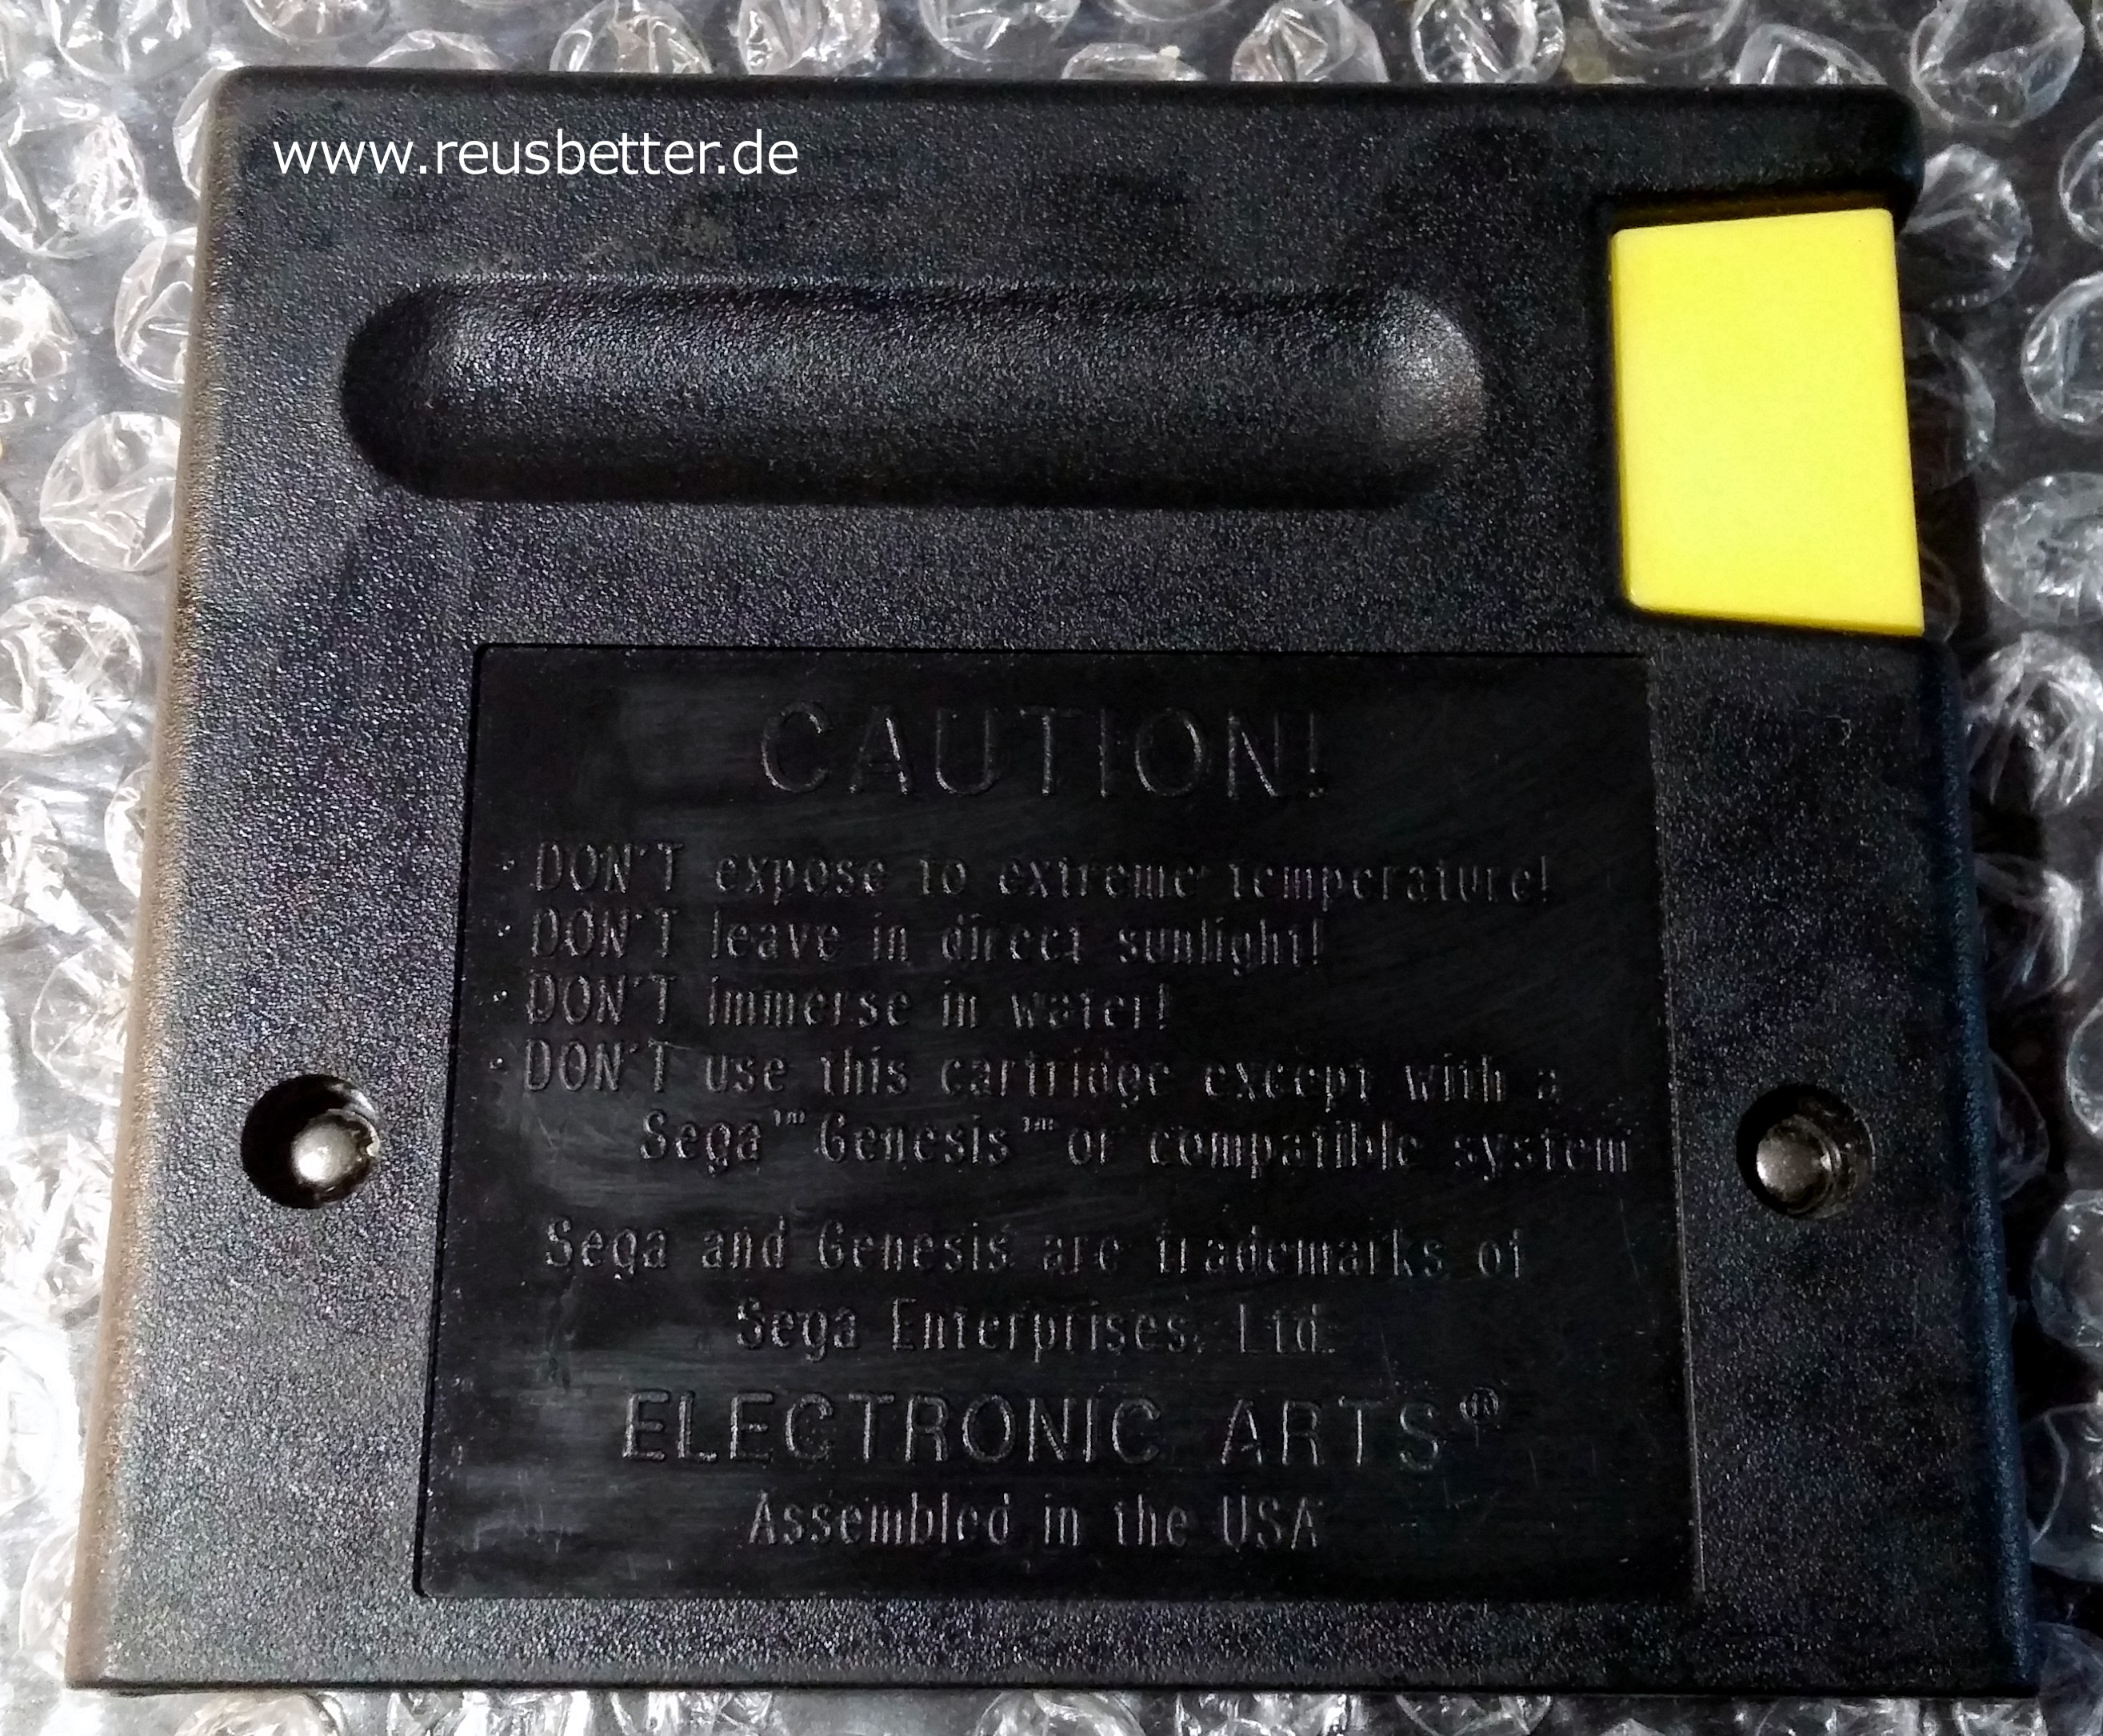 www.reusbetter.de
CAUTION!
· DON'T expose to extreme temperature!
· DON'T leave in direct sunlight!
· DON'T immerse in water!
· DON'T use this cartridge except with a
Sega™ Genesis™ or compatible system
Sega and Genesis are trademarks of
Sega Enterprises, Ltd.
ELECTRONIC ARTS®
Assembled in the USA